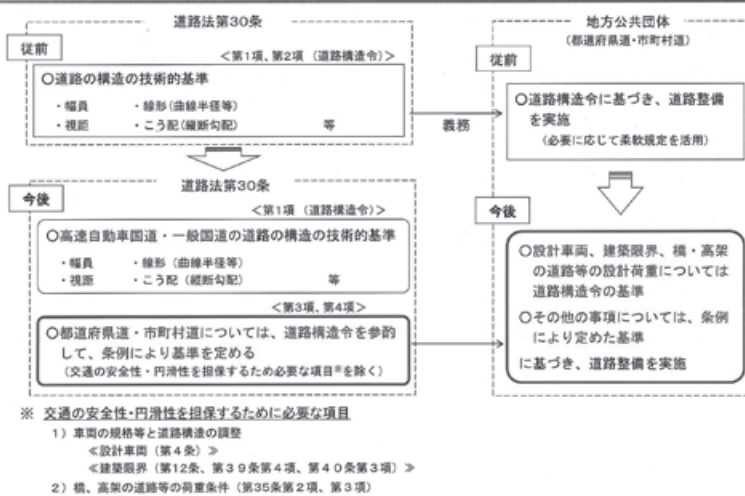 道路法第30条
従前
<第1項、第2項（道路構造令）>
○道路の構造の技術的基準
・幅員 ・線形（曲線半径等）
・視距 ・こう配（縦断勾配） 等
義務
地方公共団体
（都道府県道・市町村道）
従前
○道路構造令に基づき、道路整備
を実施
（必要に応じて柔軟規定を活用）
道路法第30条
今後
<第1項（道路構造令）>
○高速自動車国道・一般国道の道路の構造の技術的基準
・幅員 ・線形（曲線半径等）
・視距 ・こう配（縦断勾配） 等
<第3項、第4項>
○都道府県道・市町村道については、道路構造令を参酌
して、条例により基準を定める
（交通の安全性・円滑性を担保するため必要な項目※を除く）
今後
○設計車両、建築限界、橋・高架
の道路等の設計荷重については
道路構造令の基準
○その他の事項については、条例
により定めた基準
に基づき、道路整備を実施
※ 交通の安全性・円滑性を担保するために必要な項目
1）車両の規格等と道路構造の調整
≪設計車両（第4条）≫
≪建築限界（第12条、第39条第4項、第40条第3項）≫
2）橋、高架の道路等の荷重条件（第35条第2項、第3項）